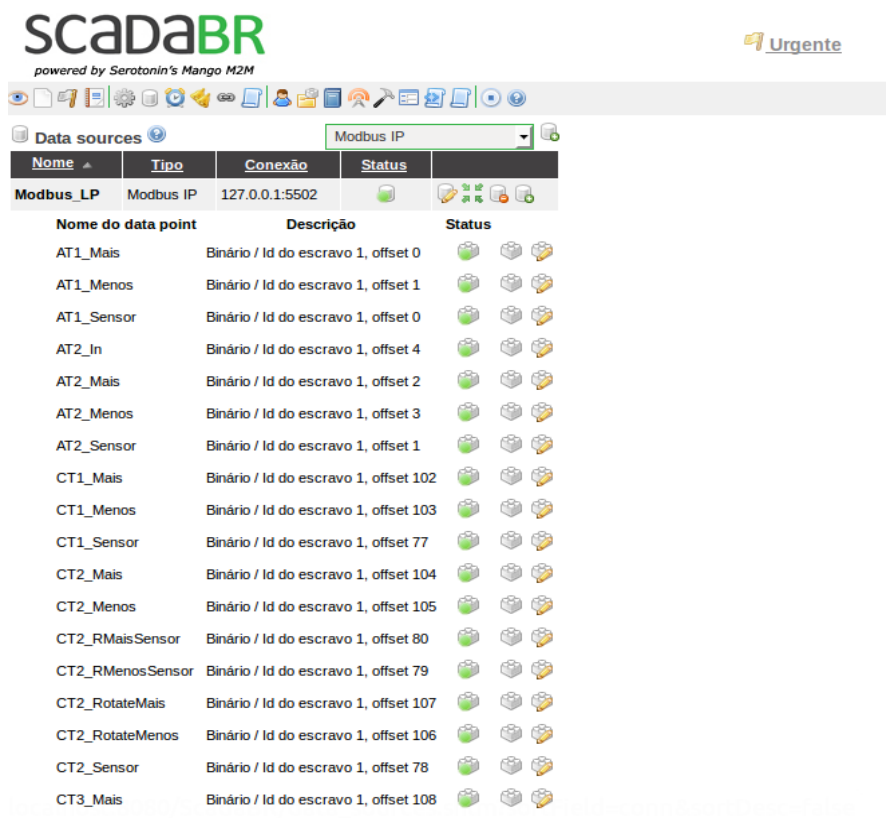 SCADABR
powered by Serotonin's Mango M2M
Urgente
Data sources
Modbus IP
Nome Tipo Conexão Status
Modbus_LP Modbus IP 127.0.0.1:5502
Nome do data point Descrição Status
AT1_Mais Binário / Id do escravo 1, offset 0
AT1_Menos Binário / Id do escravo 1, offset 1
AT1_Sensor Binário / Id do escravo 1, offset 0
AT2_In Binário / Id do escravo 1, offset 4
AT2_Mais Binário / Id do escravo 1, offset 2
AT2_Menos Binário / Id do escravo 1, offset 3
AT2_Sensor Binário / Id do escravo 1, offset 1
CT1_Mais Binário / Id do escravo 1, offset 102
CT1_Menos Binário / Id do escravo 1, offset 103
CT1_Sensor Binário / Id do escravo 1, offset 77
CT2_Mais Binário / Id do escravo 1, offset 104
CT2_Menos Binário / Id do escravo 1, offset 105
CT2_RMaisSensor Binário / Id do escravo 1, offset 80
CT2_RMenosSensor Binário / Id do escravo 1, offset 79
CT2_RotateMais Binário / Id do escravo 1, offset 107
CT2_RotateMenos Binário / Id do escravo 1, offset 106
CT2_Sensor Binário / Id do escravo 1, offset 78
CT3_Mais Binário / Id do escravo 1, offset 108